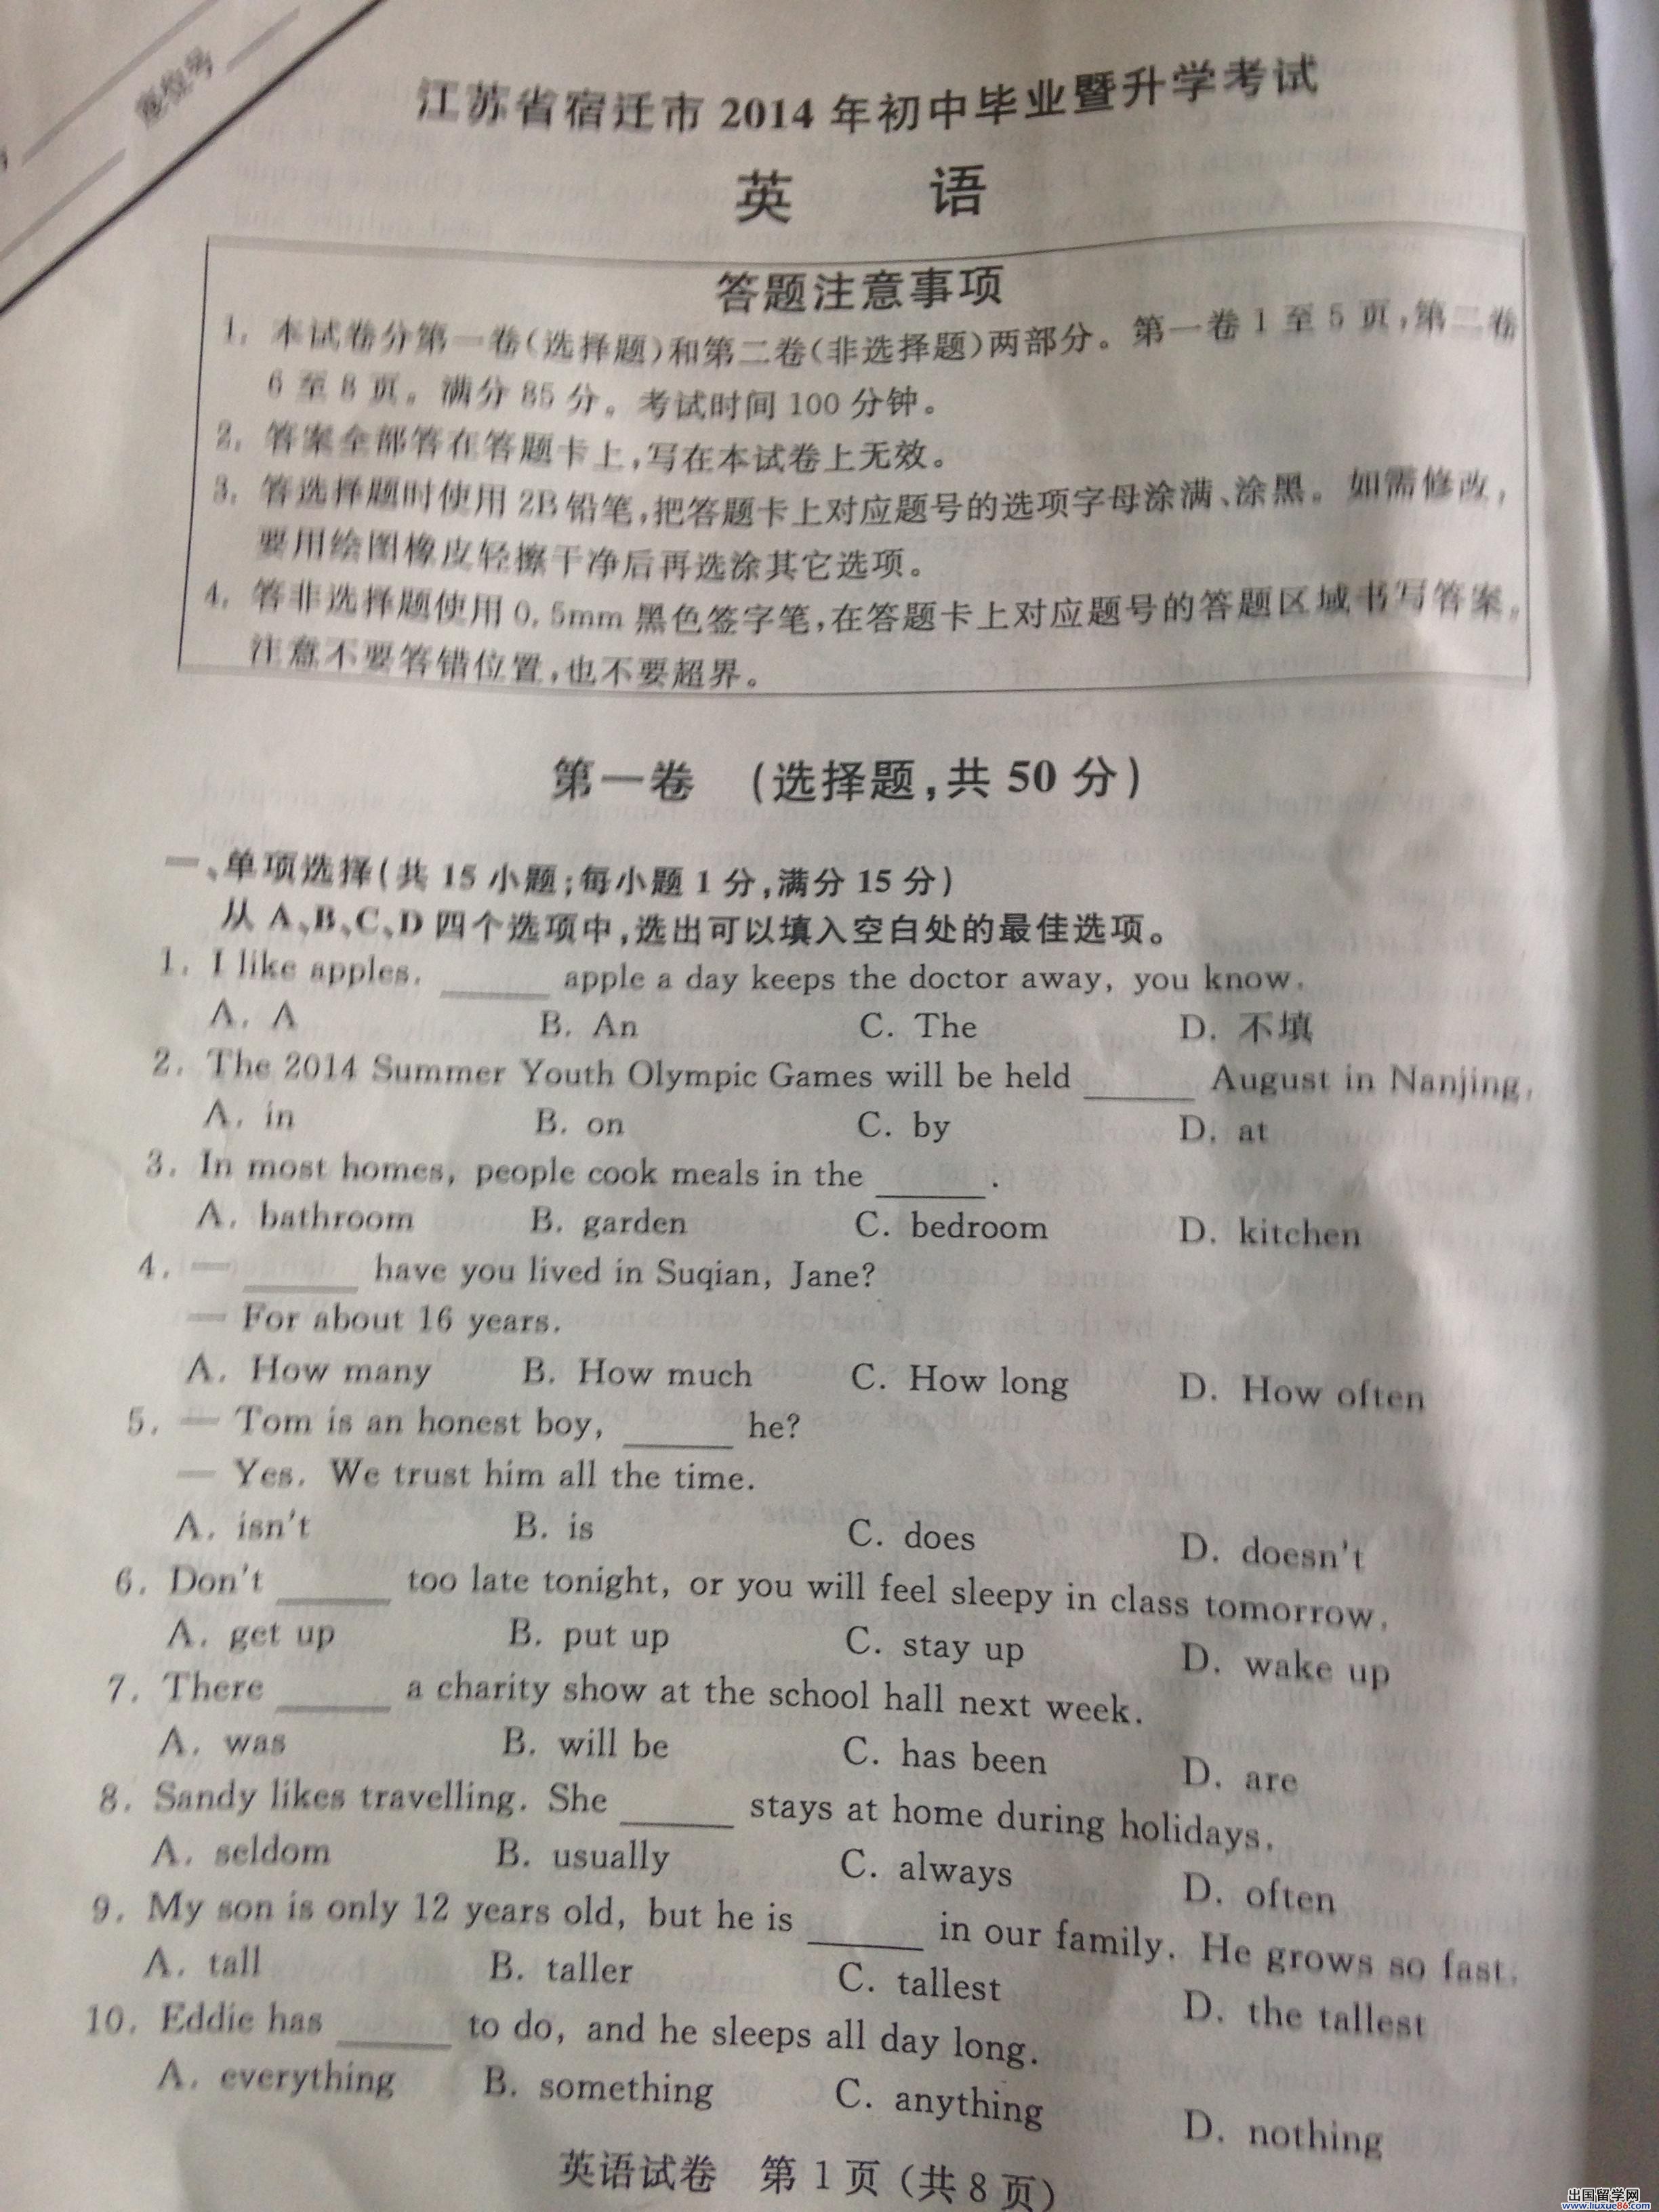 座位号
江苏省宿迁市 2014 年初中毕业暨升学考试
英 语
答题注意事项
1. 本试卷分第一卷(选择题)和第二卷(非选择题)两部分。第一卷 1 至 5 页,第二卷
6 至 8 页。满分 85 分。考试时间 100 分钟。
2. 答案全部答在答题卡上,写在本试卷上无效。
3. 答选择题时使用 2B 铅笔,把答题卡上对应题号的选项字母涂满、涂黑。如需修改,
要用绘图橡皮轻擦干净后再选涂其它选项。
4. 答非选择题使用 0.5mm 黑色签字笔,在答题卡上对应题号的答题区域书写答案。
注意不要答错位置,也不要超界。
第一卷 (选择题,共 50 分)
一、单项选择(共 15 小题;每小题 1 分,满分 15 分)
从 A、B、C、D 四个选项中,选出可以填入空白处的最佳选项。
1. I like apples. ______ apple a day keeps the doctor away, you know.
A. A B. An C. The D. 不填
2. The 2014 Summer Youth Olympic Games will be held ______ August in Nanjing.
A. in B. on C. by D. at
3. In most homes, people cook meals in the ______.
A. bathroom B. garden C. bedroom D. kitchen
4. — ______ have you lived in Suqian, Jane?
— For about 16 years.
A. How many B. How much C. How long D. How often
5. — Tom is an honest boy, ______ he?
— Yes. We trust him all the time.
A. isn't B. is C. does D. doesn't
6. Don't ______ too late tonight, or you will feel sleepy in class tomorrow.
A. get up B. put up C. stay up D. wake up
7. There ______ a charity show at the school hall next week.
A. was B. will be C. has been D. are
8. Sandy likes travelling. She ______ stays at home during holidays.
A. seldom B. usually C. always D. often
9. My son is only 12 years old, but he is ______ in our family. He grows so fast.
A. tall B. taller C. tallest D. the tallest
10. Eddie has ______ to do, and he sleeps all day long.
A. everything B. something C. anything D. nothing
英语试卷 第 1 页 (共 8 页)
出国留学网
www.liuxue86.com